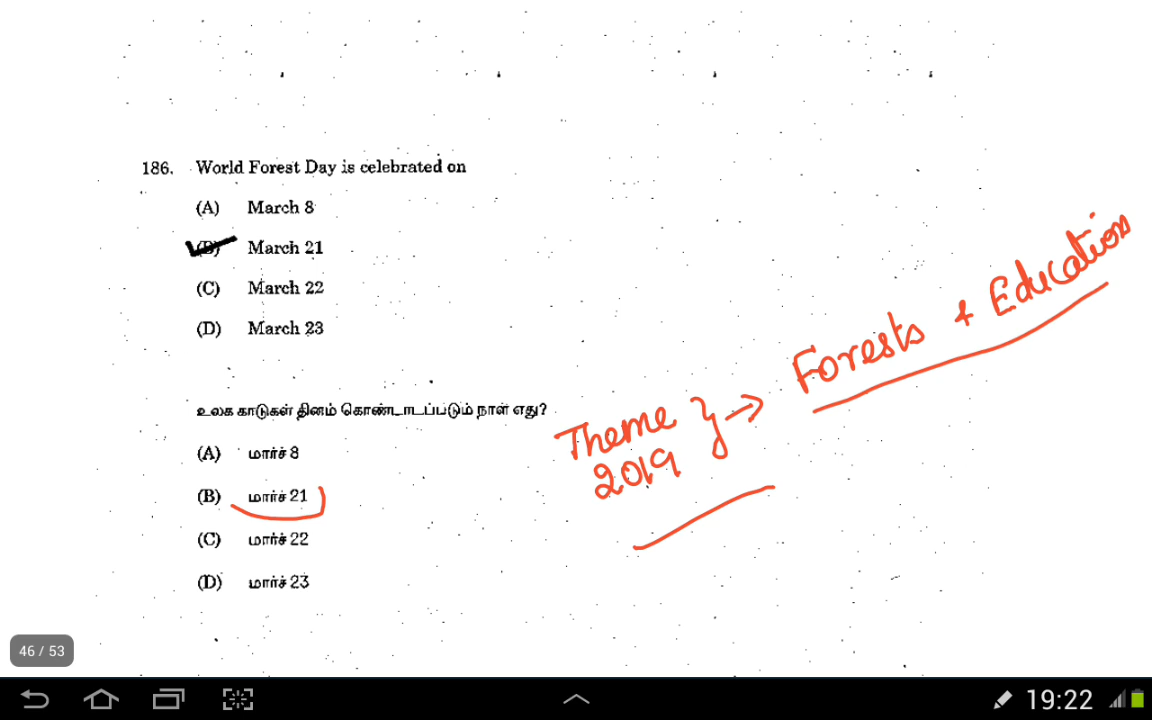 186. World Forest Day is celebrated on
(A) March 8
(B) March 21
(C) March 22
(D) March 23
உலக காடுகள் தினம் கொண்டாடப்படும் நாள் எது?
(A) மார்ச் 8
(B) மார்ச் 21
(C) மார்ச் 22
(D) மார்ச் 23
Theme } → Forests & Education
2019
46 / 53
19:22